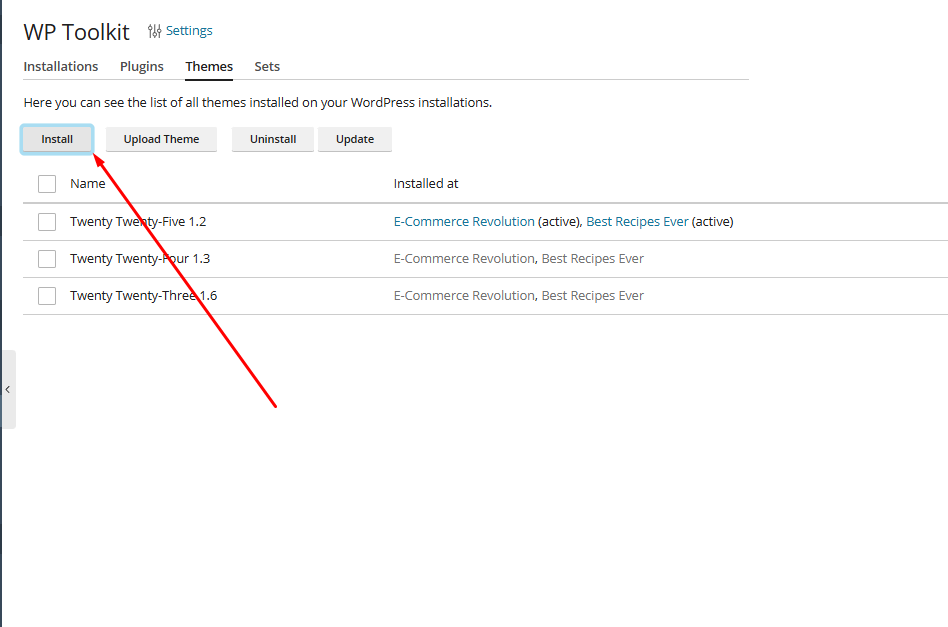 WP Toolkit Settings
Installations Plugins Themes Sets
Here you can see the list of all themes installed on your WordPress installations.
Install Upload Theme Uninstall Update
Name Installed at
Twenty Twenty-Five 1.2 E-Commerce Revolution (active), Best Recipes Ever (active)
Twenty Twenty-Four 1.3 E-Commerce Revolution, Best Recipes Ever
Twenty Twenty-Three 1.6 E-Commerce Revolution, Best Recipes Ever